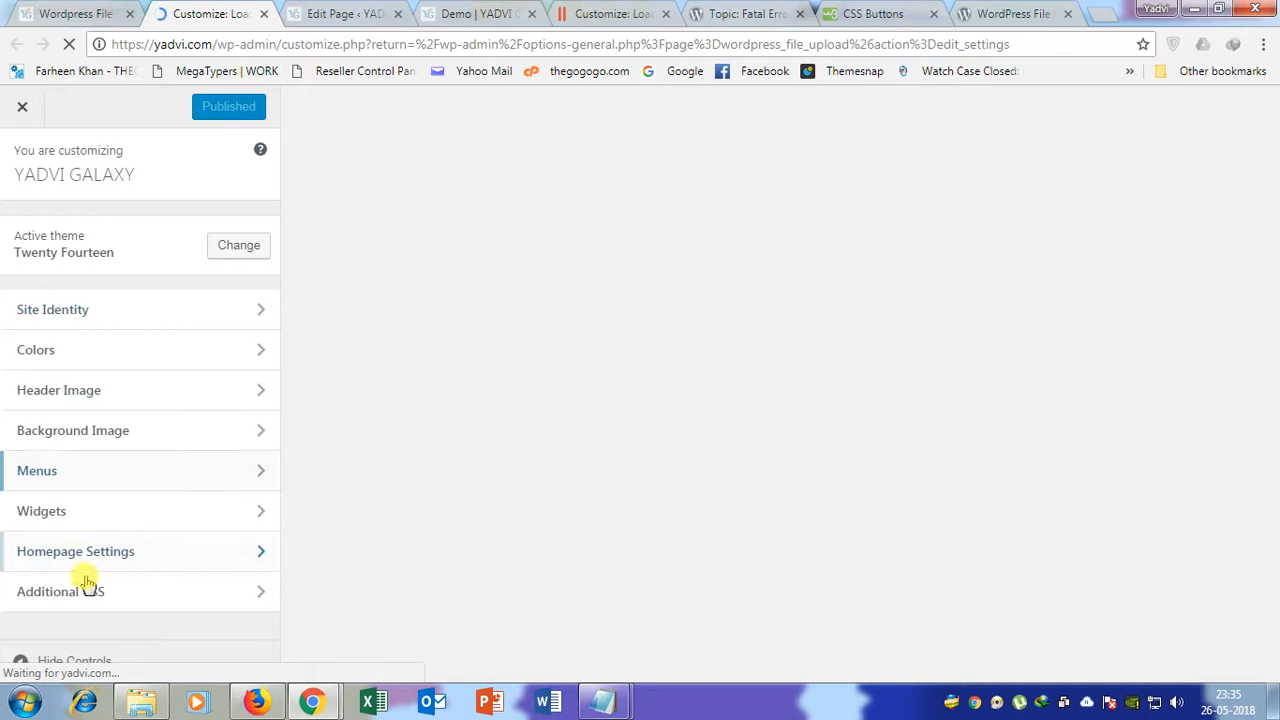 Wordpress File
Customize: Loa
Edit Page ‹ YAD
Demo | YADVI G
Customize: Loa
Topic: Fatal Erro
CSS Buttons
WordPress File
Yadvi
https://yadvi.com/wp-admin/customize.php?return=%2Fwp-admin%2Foptions-general.php%3Fpage%3Dwordpress_file_upload%26action%3Dedit_settings
Farheen Khan THE
MegaTypers | WORK
Reseller Control Pan
Yahoo Mail
thegogogo.com
Google
Facebook
Themesnap
Watch Case Closed:
»
Other bookmarks
Published
You are customizing
YADVI GALAXY
Active theme
Twenty Fourteen
Change
Site Identity
Colors
Header Image
Background Image
Menus
Widgets
Homepage Settings
Additional CSS
Hide Controls
Waiting for yadvi.com...
23:35
26-05-2018